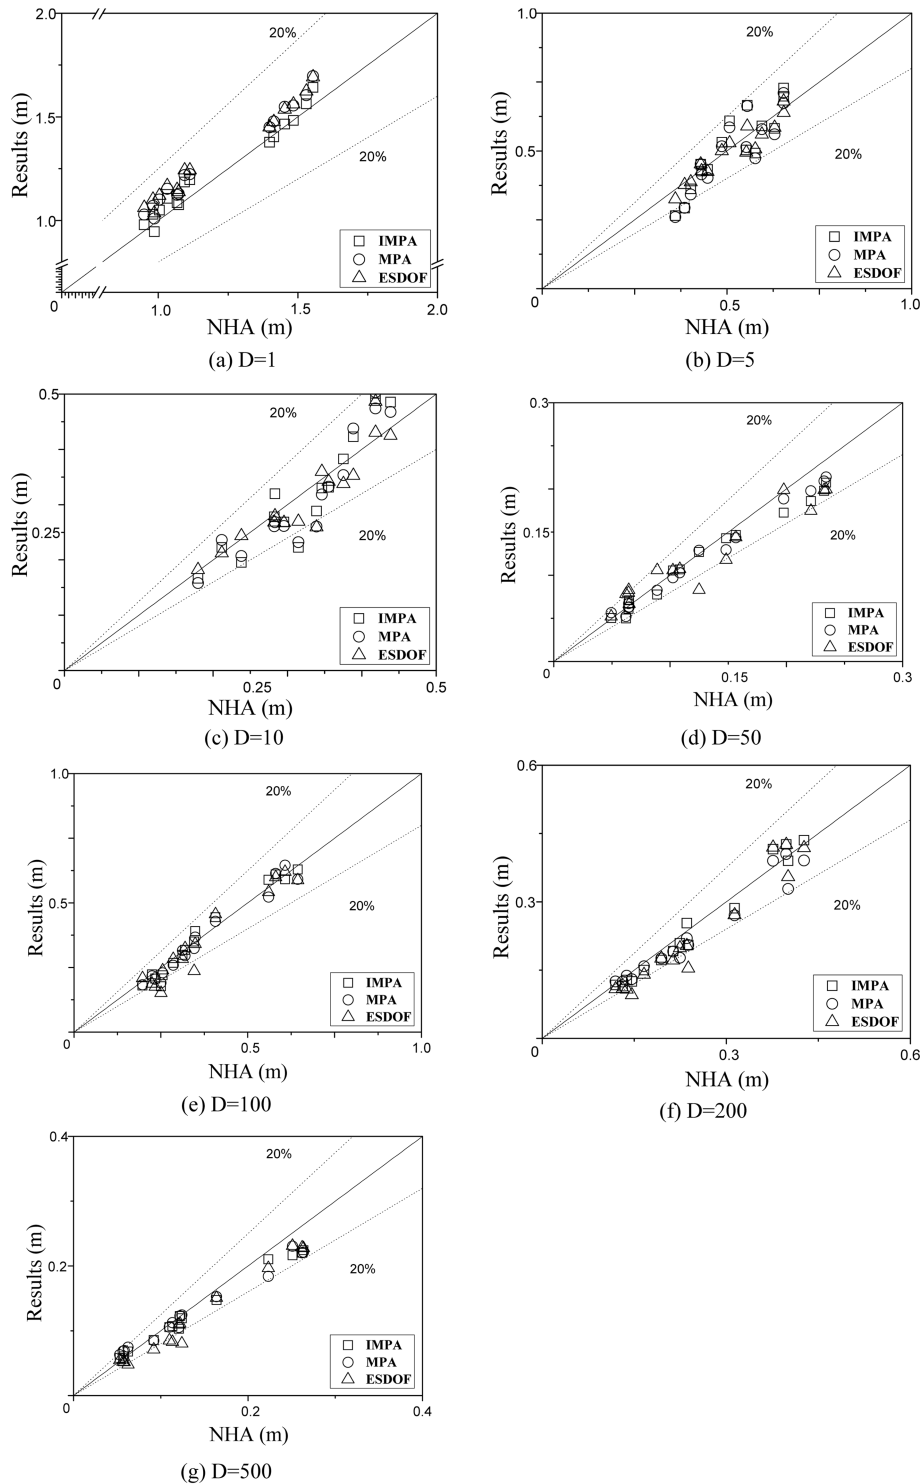 2.0
20%
1.5
Results (m)
20%
1.0
IMPA
MPA
ESDOF
0
1.0
1.5
2.0
NHA (m)
(a) D=1
1.0
20%
Results (m)
0.5
20%
IMPA
MPA
ESDOF
0
0
0.5
1.0
NHA (m)
(b) D=5
0.5
20%
Results (m)
0.25
20%
IMPA
MPA
ESDOF
0
0
0.25
0.5
NHA (m)
(c) D=10
0.3
20%
Results (m)
0.15
20%
IMPA
MPA
ESDOF
0
0
0.15
0.3
NHA (m)
(d) D=50
1.0
20%
Results (m)
0.5
20%
IMPA
MPA
ESDOF
0
0
0.5
1.0
NHA (m)
(e) D=100
0.6
20%
Results (m)
0.3
20%
IMPA
MPA
ESDOF
0
0
0.3
0.6
NHA (m)
(f) D=200
0.4
20%
Results (m)
0.2
20%
IMPA
MPA
ESDOF
0
0
0.2
0.4
NHA (m)
(g) D=500